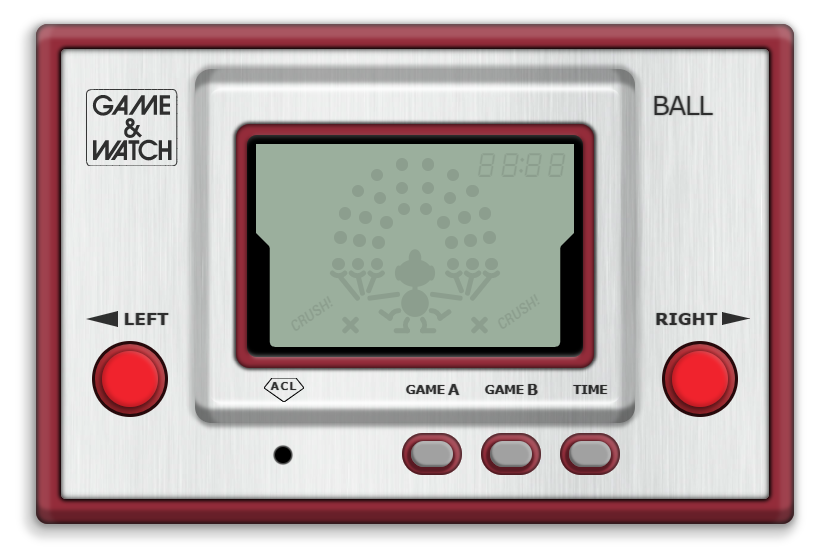 GAME
&
WATCH
BALL
88:88
CRUSH!
CRUSH!
LEFT
RIGHT
ACL
GAME A
GAME B
TIME